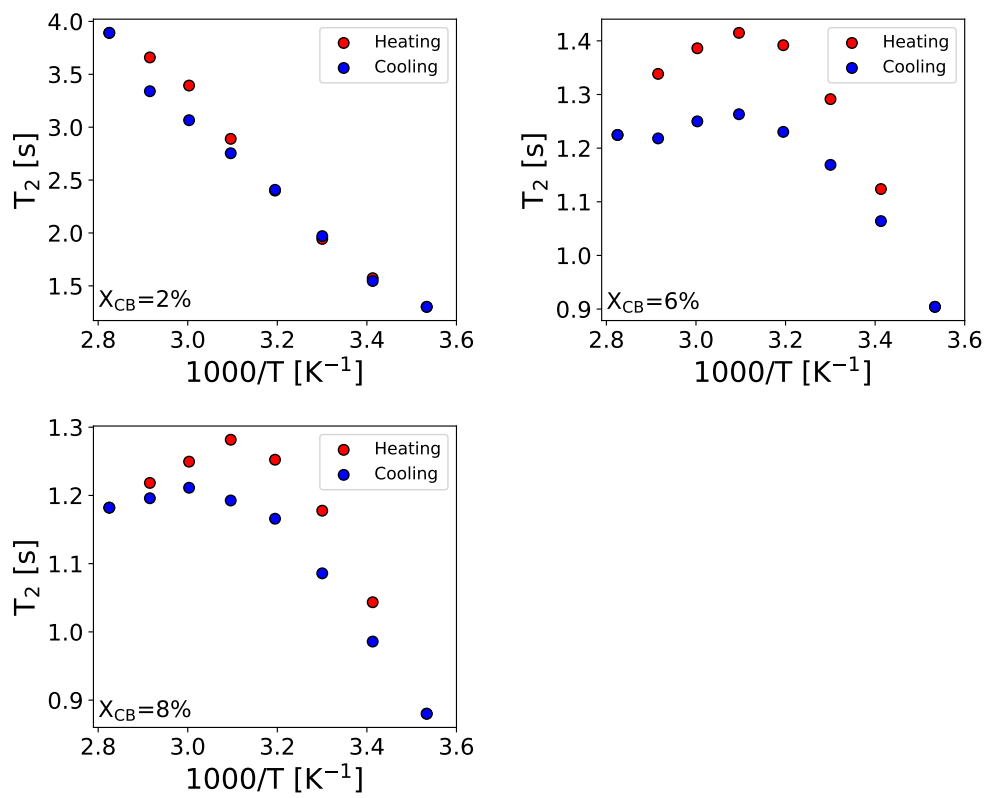 4.0
3.5
3.0
2.5
2.0
1.5
T₂ [s]
Heating
Cooling
X_CB=2%
2.8 3.0 3.2 3.4 3.6
1000/T [K⁻¹]
1.4
1.3
1.2
1.1
1.0
0.9
T₂ [s]
Heating
Cooling
X_CB=6%
2.8 3.0 3.2 3.4 3.6
1000/T [K⁻¹]
1.3
1.2
1.1
1.0
0.9
T₂ [s]
Heating
Cooling
X_CB=8%
2.8 3.0 3.2 3.4 3.6
1000/T [K⁻¹]